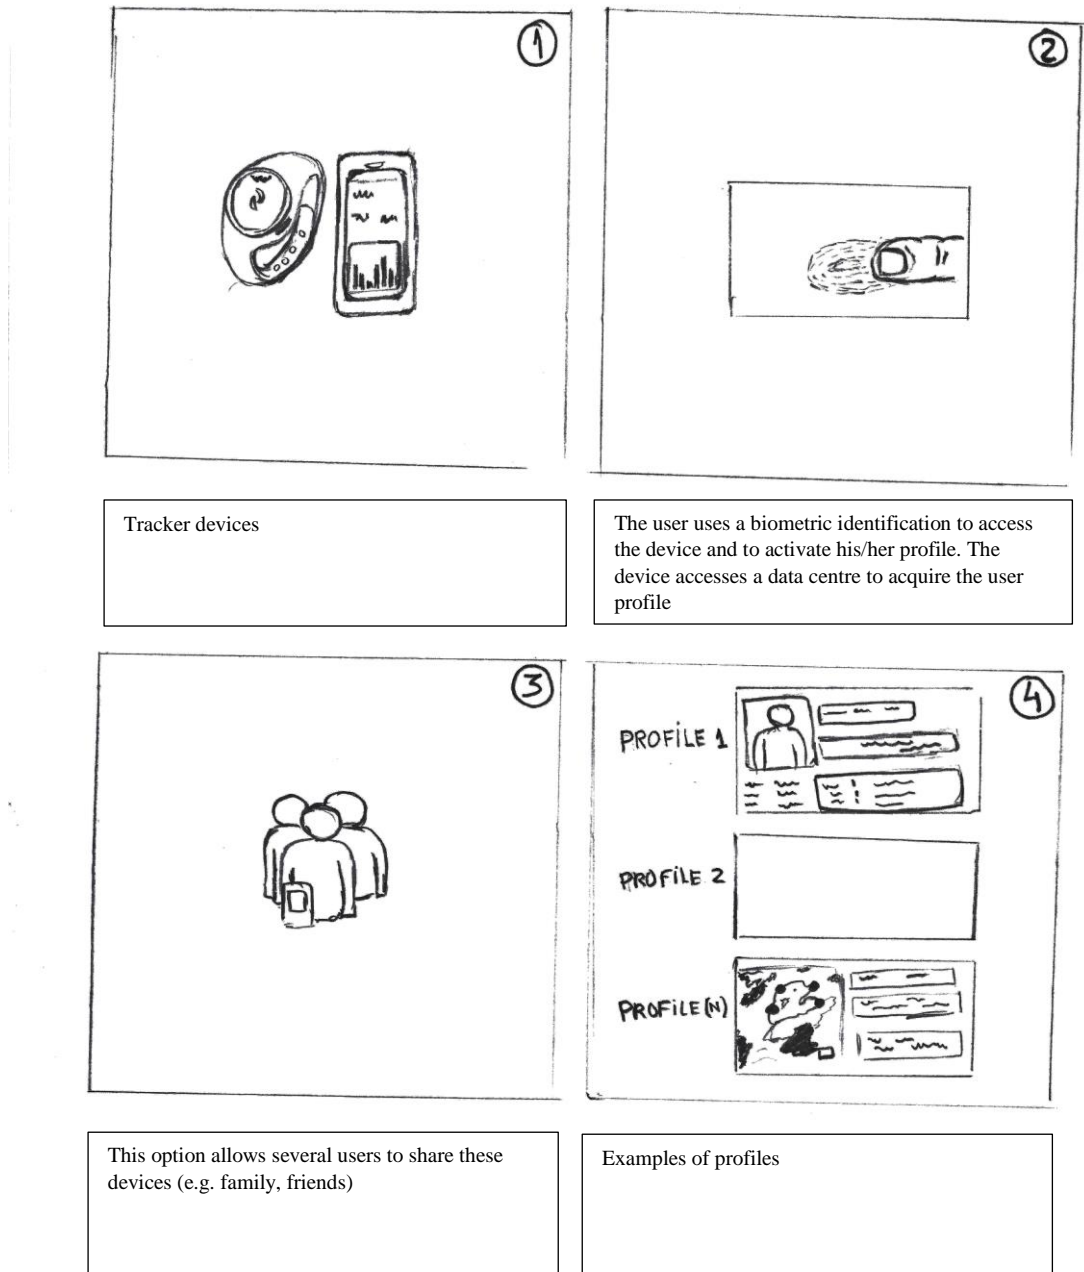 1
2
Tracker devices
The user uses a biometric identification to access
the device and to activate his/her profile. The
device accesses a data centre to acquire the user
profile
3
4
PROFILE 1
PROFILE 2
PROFILE (N)
This option allows several users to share these
devices (e.g. family, friends)
Examples of profiles